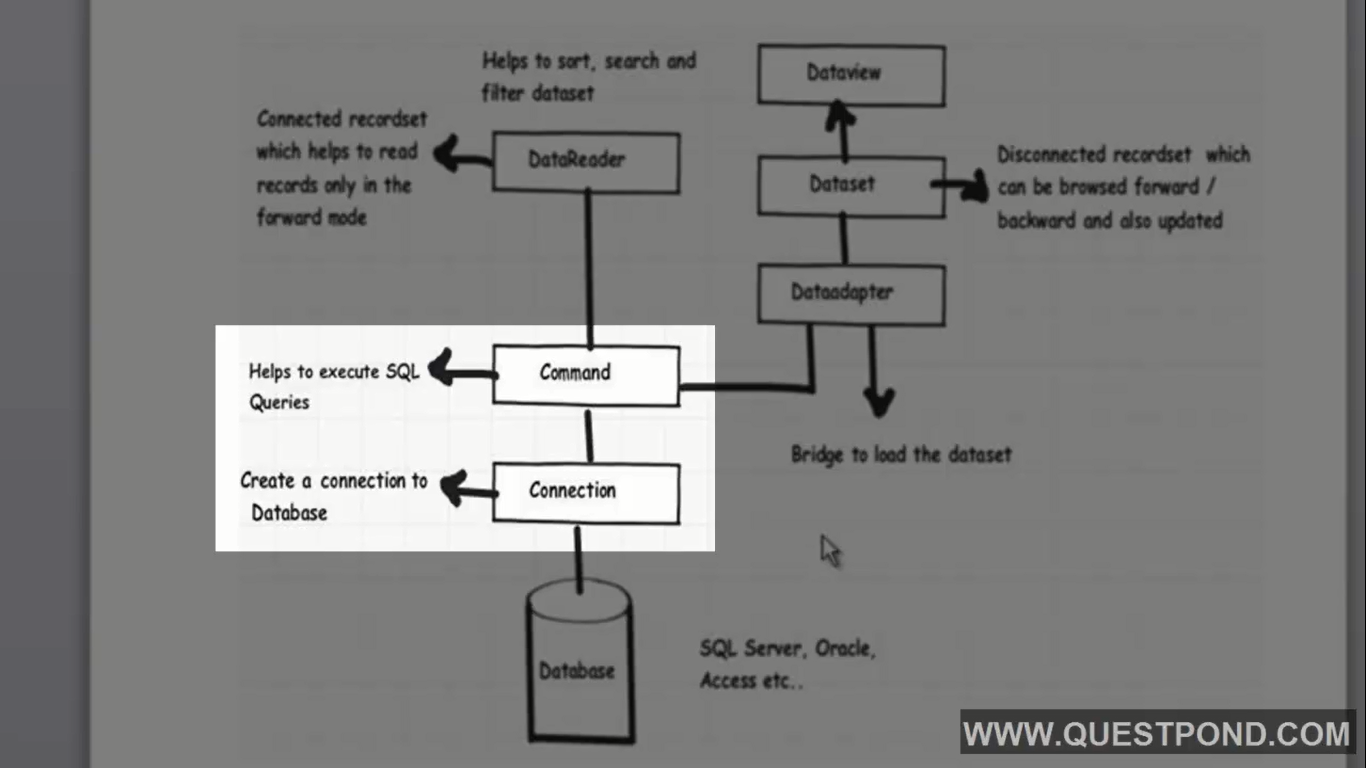 Helps to sort, search and
filter dataset
Dataview
Connected recordset
which helps to read
records only in the
forward mode
DataReader
Dataset
Disconnected recordset which
can be browsed forward /
backward and also updated
Dataadapter
Helps to execute SQL
Queries
Command
Bridge to load the dataset
Create a connection to
Database
Connection
Database
SQL Server, Oracle,
Access etc..
WWW.QUESTPOND.COM